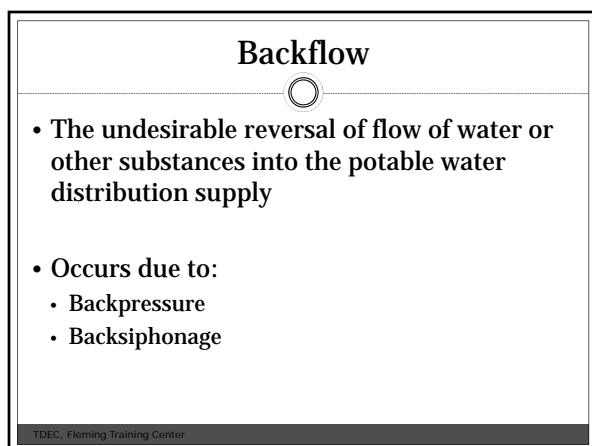 Backflow
• The undesirable reversal of flow of water or
other substances into the potable water
distribution supply
• Occurs due to:
• Backpressure
• Backsiphonage
TDEC, Fleming Training Center